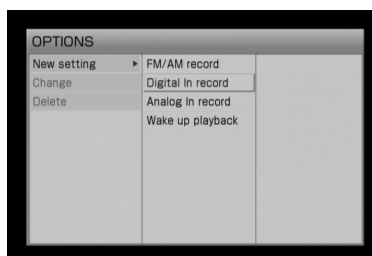 OPTIONS
New setting
Change
Delete
FM/AM record
Digital In record
Analog In record
Wake up playback